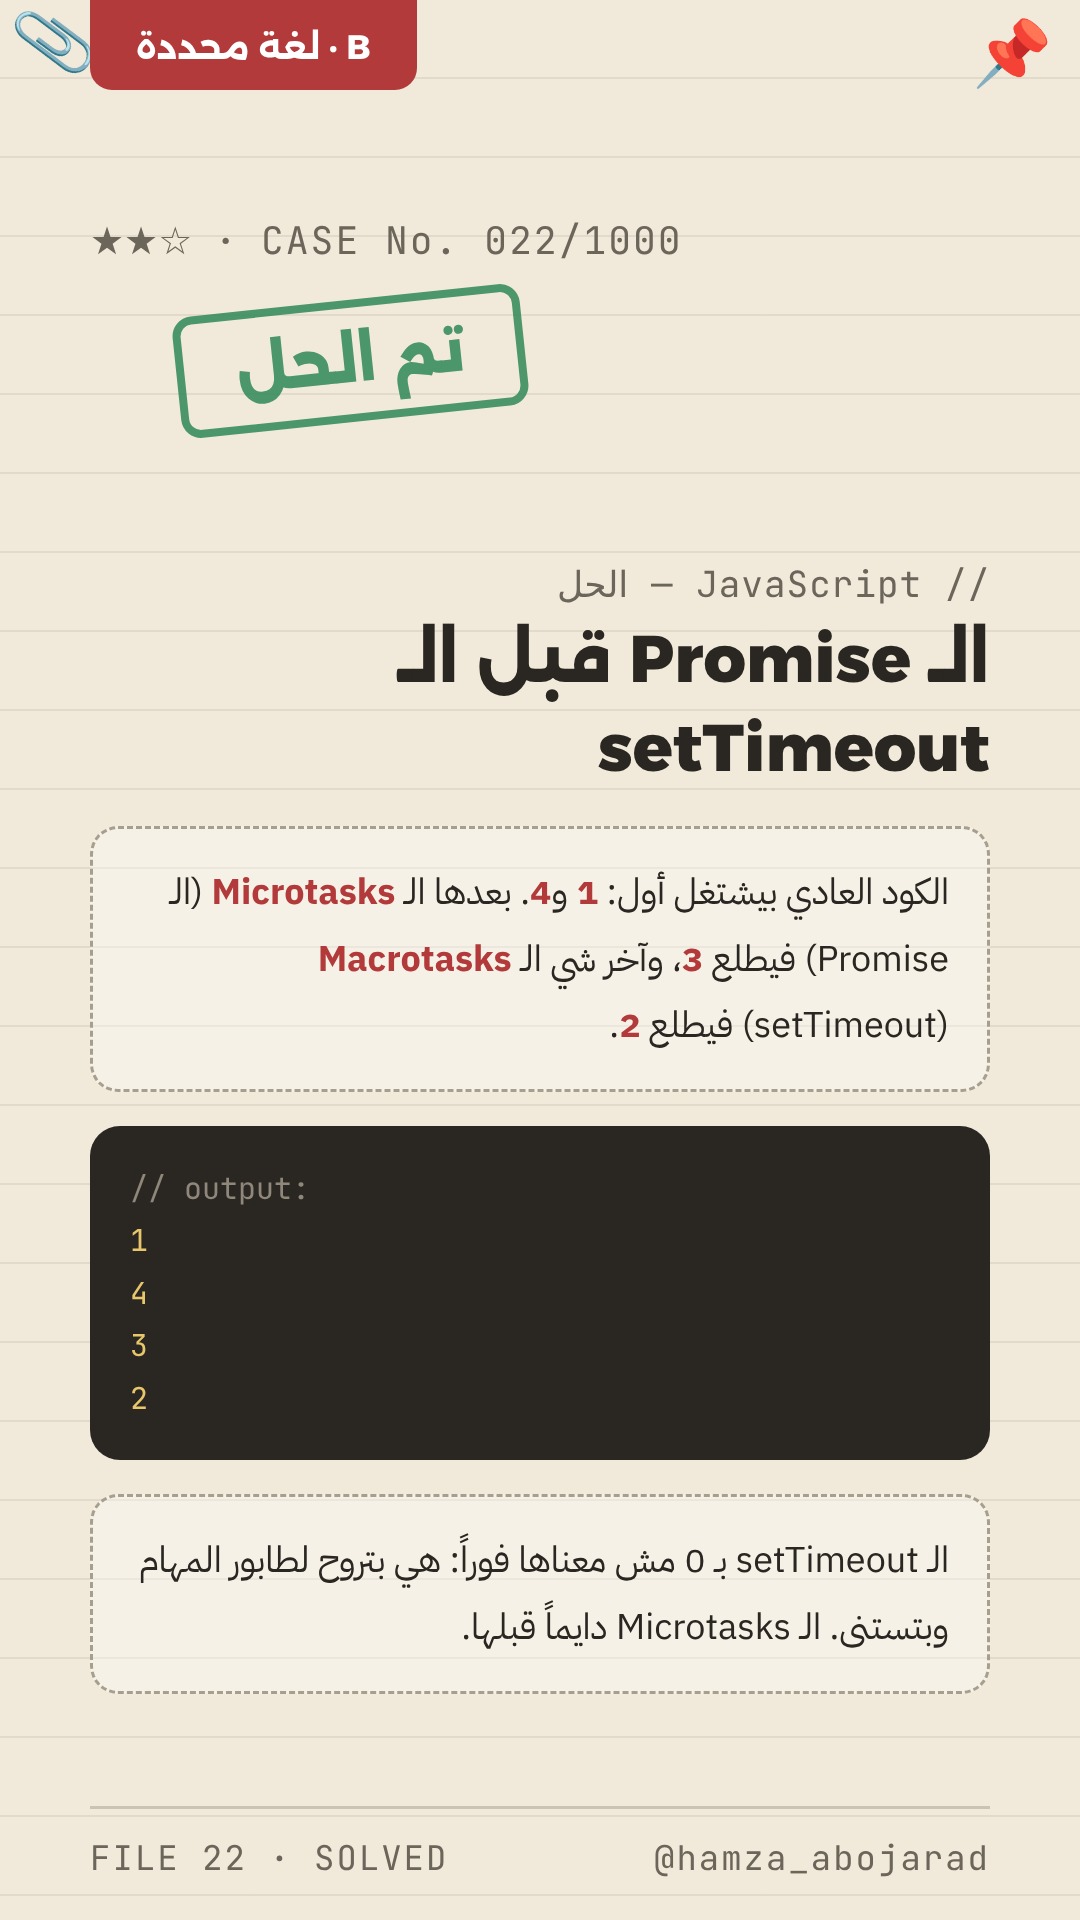 B · لغة محددة
★★☆ · CASE No. 022/1000
تم الحل
// JavaScript — الحل
الـ Promise قبل الـ
setTimeout
الكود العادي بيشتغل أول: 1 و4. بعدها الـ Microtasks (الـ
Promise) فيطلع 3، وآخر شي الـ Macrotasks
(setTimeout) فيطلع 2.
// output:
1
4
3
2
الـ setTimeout بـ 0 مش معناها فوراً: هي بتروح لطابور المهام
وبتستنى. الـ Microtasks دايماً قبلها.
FILE 22 · SOLVED
@hamza_abojarad